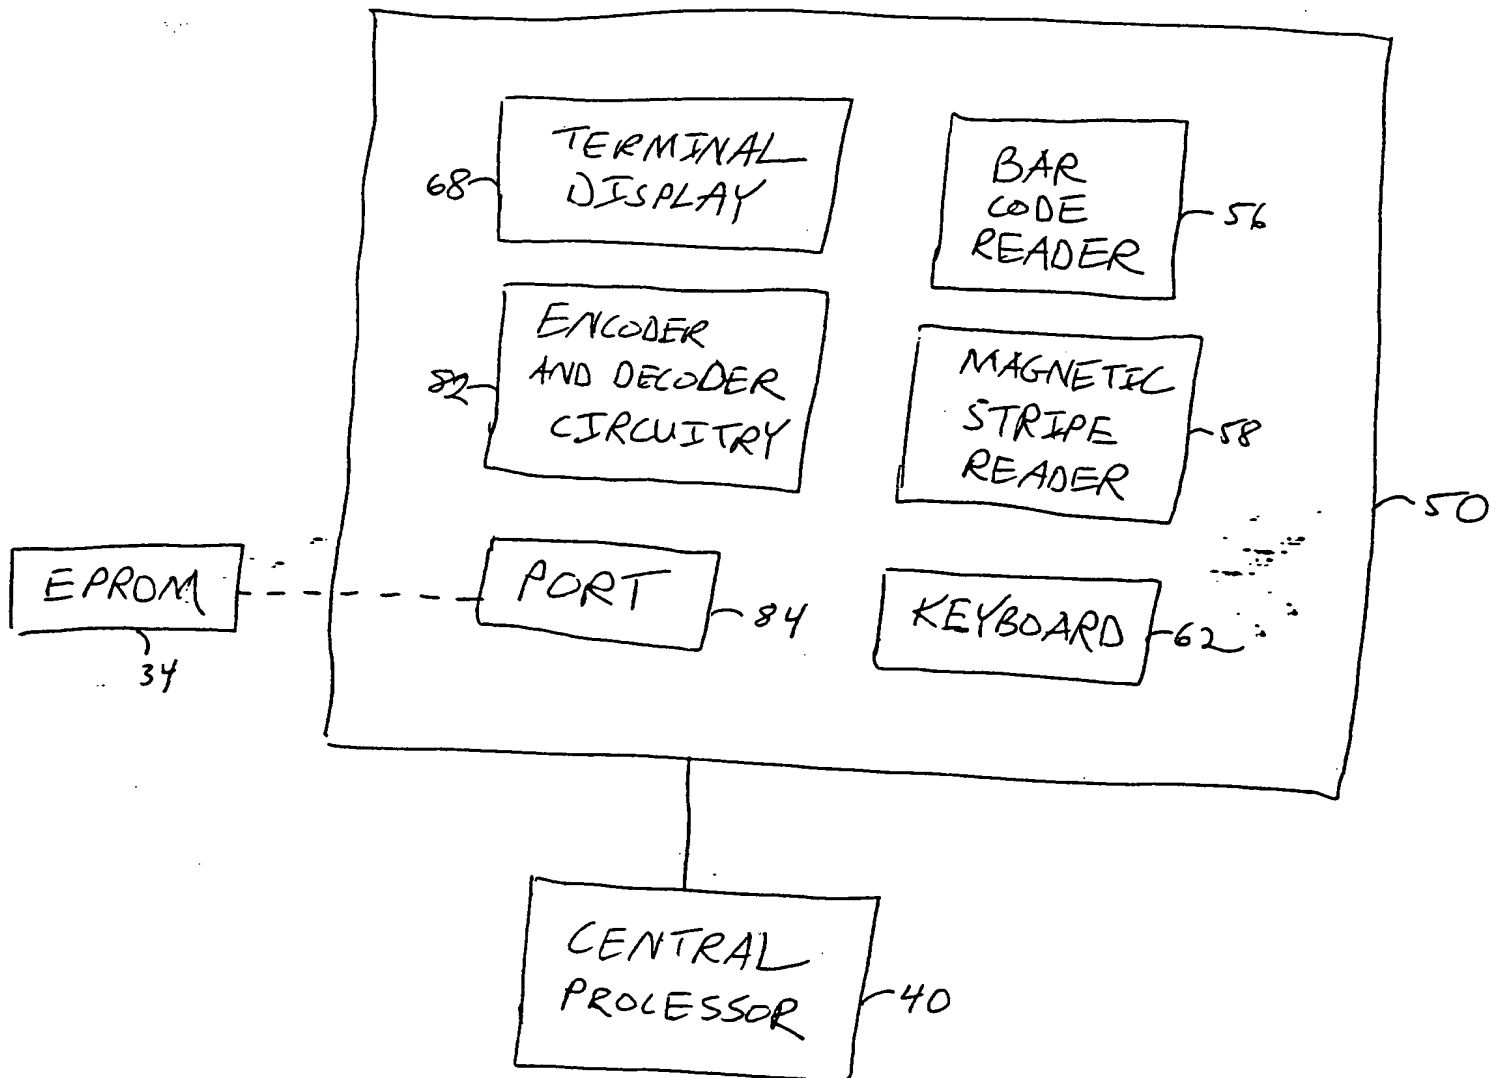 TERMINAL
DISPLAY
68
BAR
CODE
READER
56
ENCODER
AND DECODER
CIRCUITRY
82
MAGNETIC
STRIPE
READER
58
50
EPROM
34
PORT
84
KEYBOARD
62
CENTRAL
PROCESSOR
40